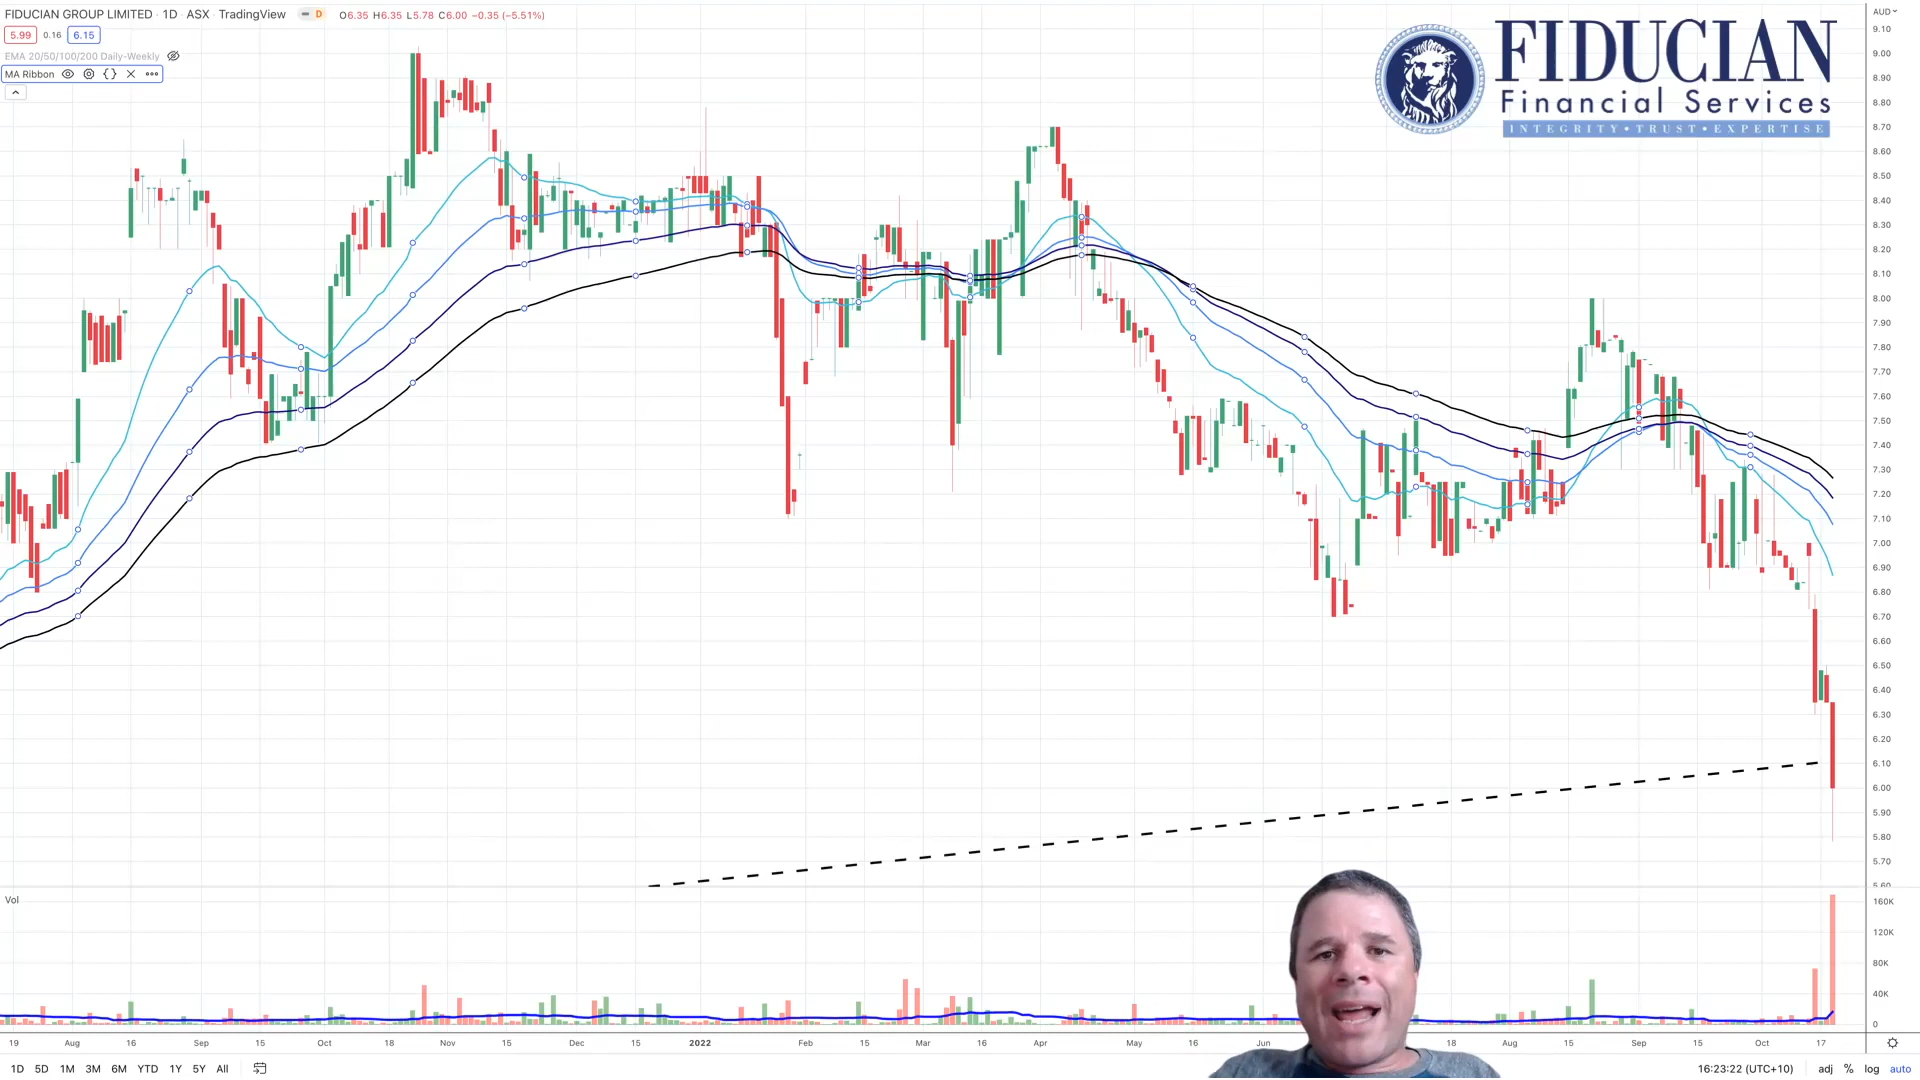 FIDUCIAN GROUP LIMITED · 1D · ASX · TradingView D O6.35 H6.35 L5.78 C6.00 −0.35 (−5.51%)
5.99 0.16 6.15
EMA 20/50/100/200 Daily-Weekly
MA Ribbon
FIDUCIAN
Financial Services
INTEGRITY • TRUST • EXPERTISE
AUD
9.10
9.00
8.90
8.80
8.70
8.60
8.50
8.40
8.30
8.20
8.10
8.00
7.90
7.80
7.70
7.60
7.50
7.40
7.30
7.20
7.10
7.00
6.90
6.80
6.70
6.60
6.50
6.40
6.30
6.20
6.10
6.00
5.90
5.80
5.70
5.60
Vol
160K
120K
80K
40K
0
19 Aug 16 Sep 15 Oct 18 Nov 15 Dec 15 2022 Feb 15 Mar 16 Apr May 16 Jun 18 Aug 15 Sep 15 Oct 17
1D 5D 1M 3M 6M YTD 1Y 5Y All 16:23:22 (UTC+10) adj % log auto